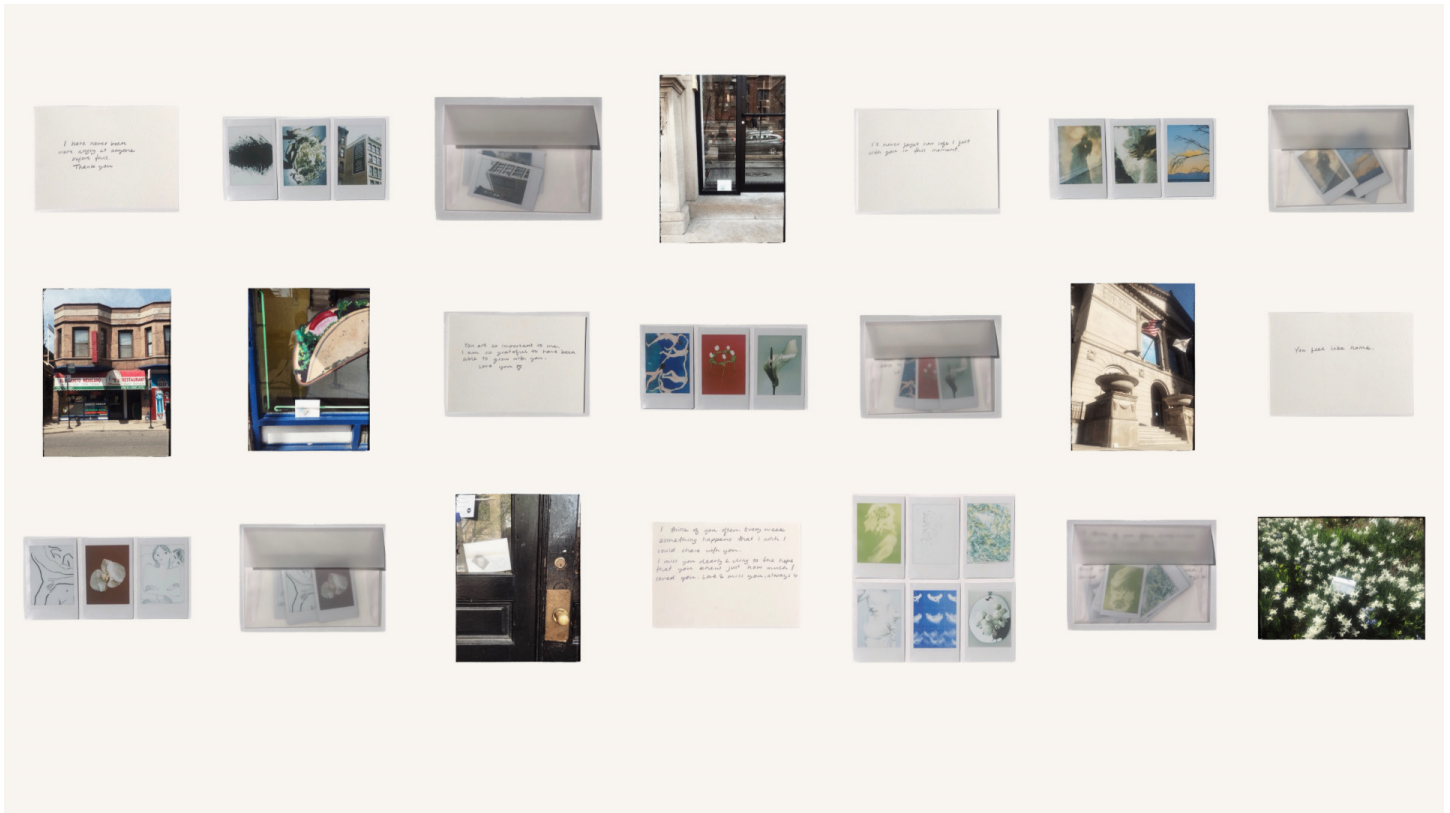 I have never been
more angry at anyone
before this.
Thank you
I'll never forget how safe I felt
with you in this moment.
RESTAURANT
You are so important to me.
I am so grateful to have been
able to grow with you.
Love you
You feel like home.
I think of you often. Every week
something happens that I wish I
could share with you.
I miss you dearly & cling to the hope
that you knew just how much I
loved you. Love & miss you, always